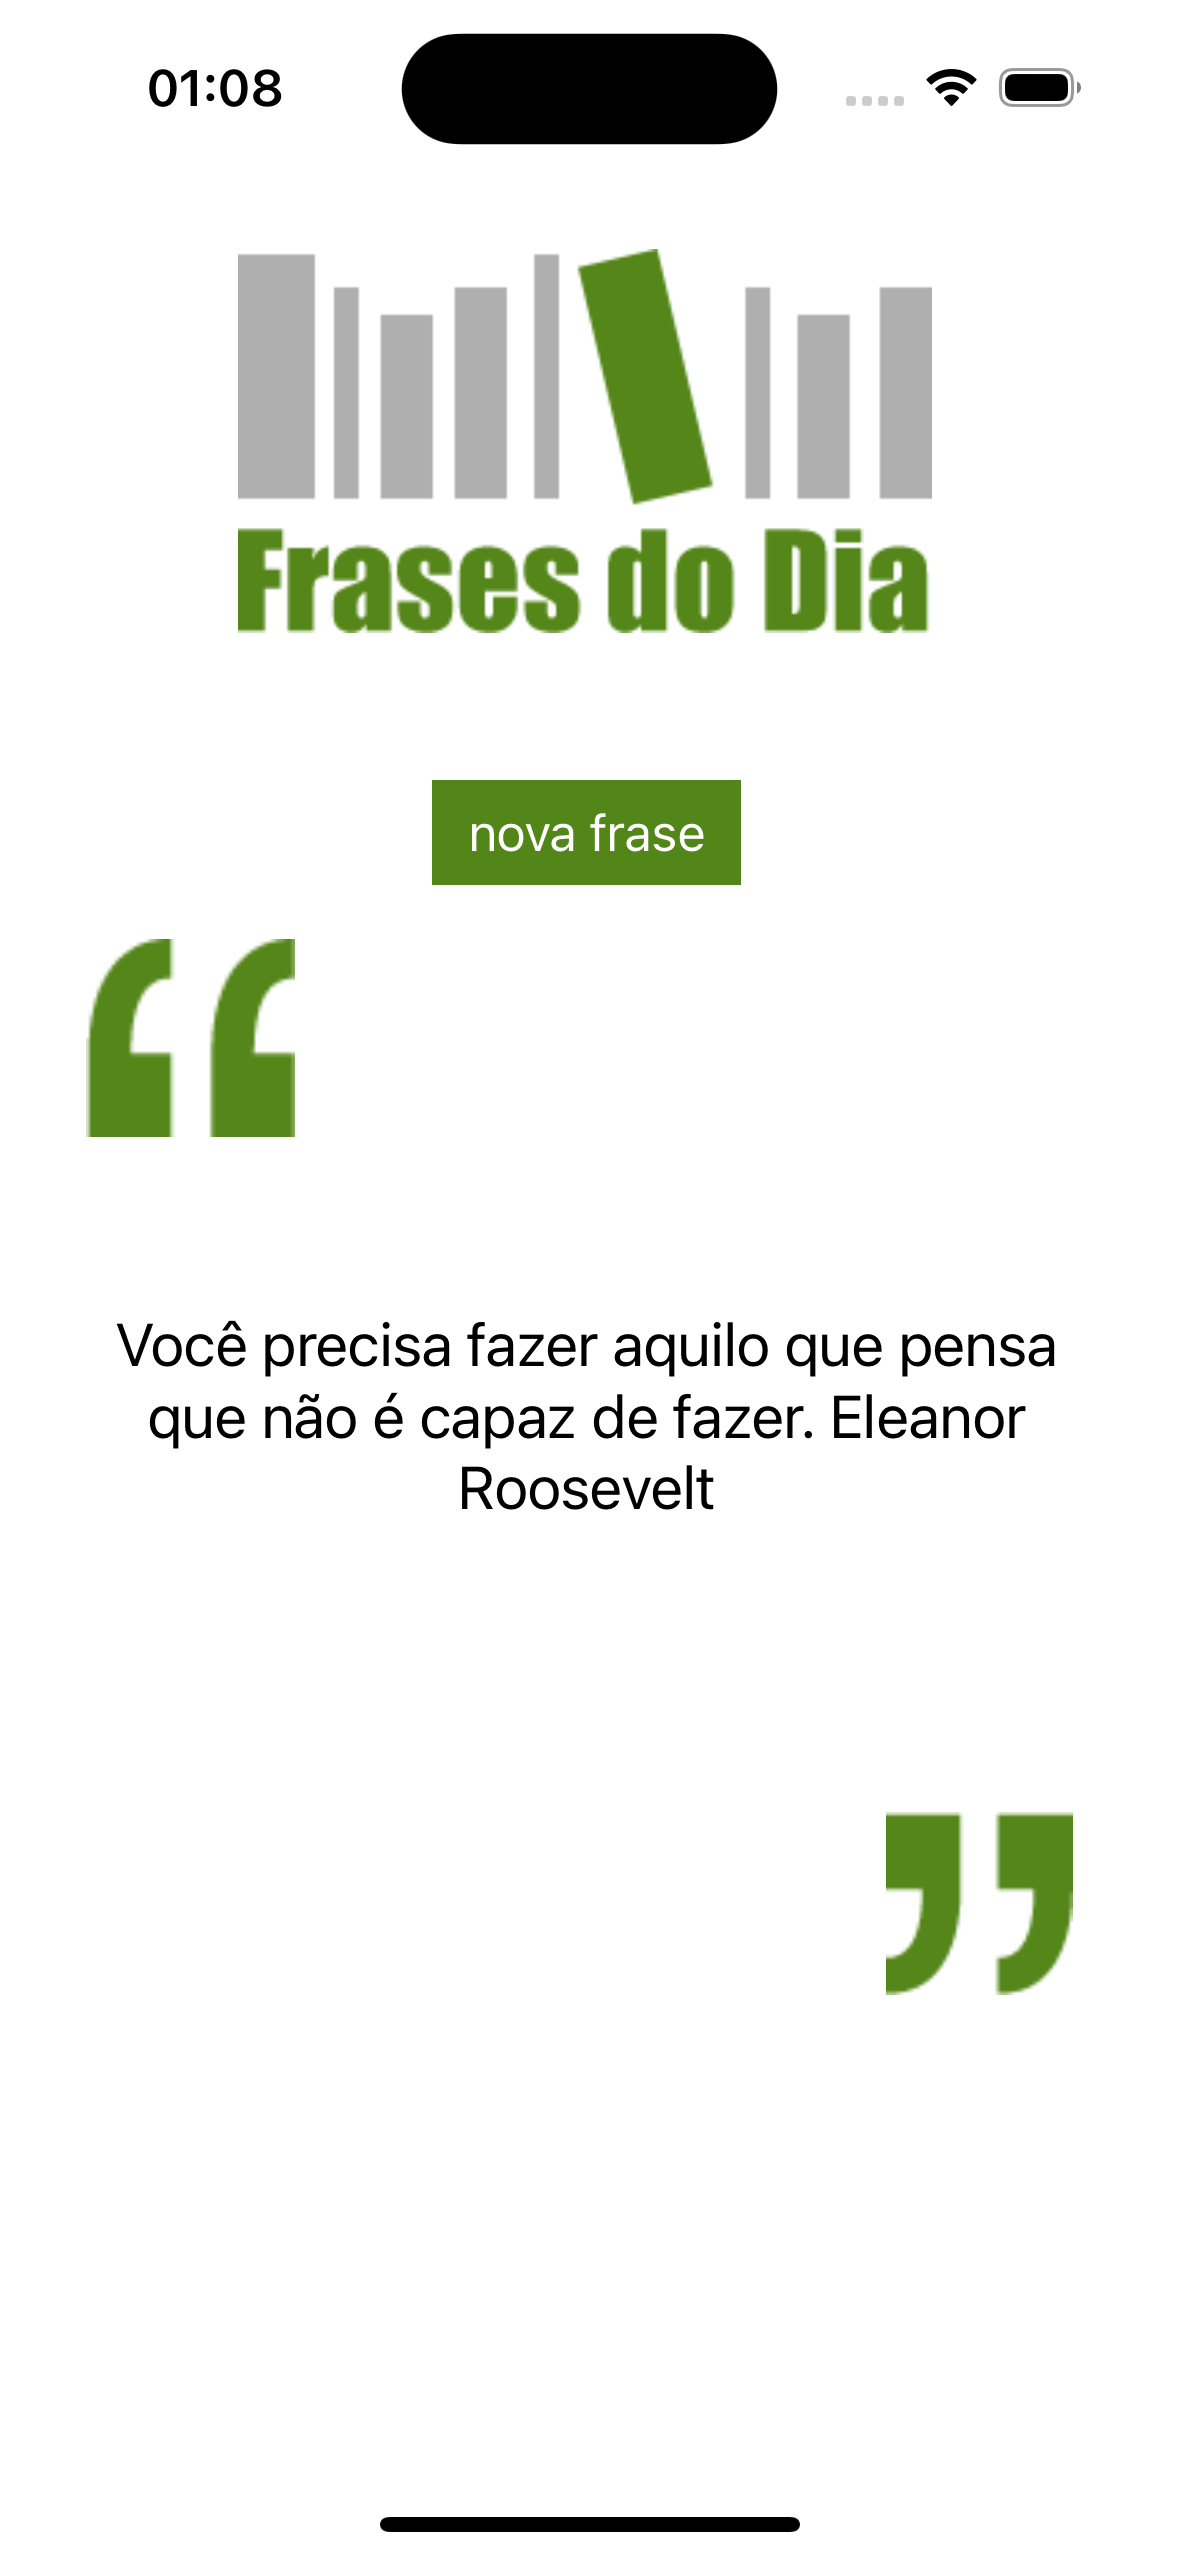 01:08
Frases do Dia
nova frase
“
Você precisa fazer aquilo que pensa
que não é capaz de fazer. Eleanor
Roosevelt
”